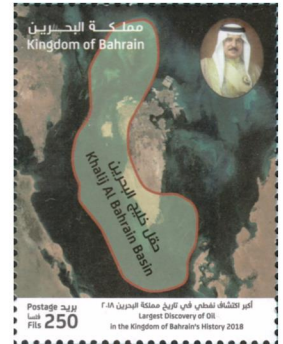 مملكة البحرين
Kingdom of Bahrain
حقل خليج البحرين
Khalij Al Bahrain Basin
أكبر اكتشاف نفطي في تاريخ مملكة البحرين ٢٠١٨
Largest Discovery of Oil
in the Kingdom of Bahrain's History 2018
Postage بريد
فلسا
Fils 250